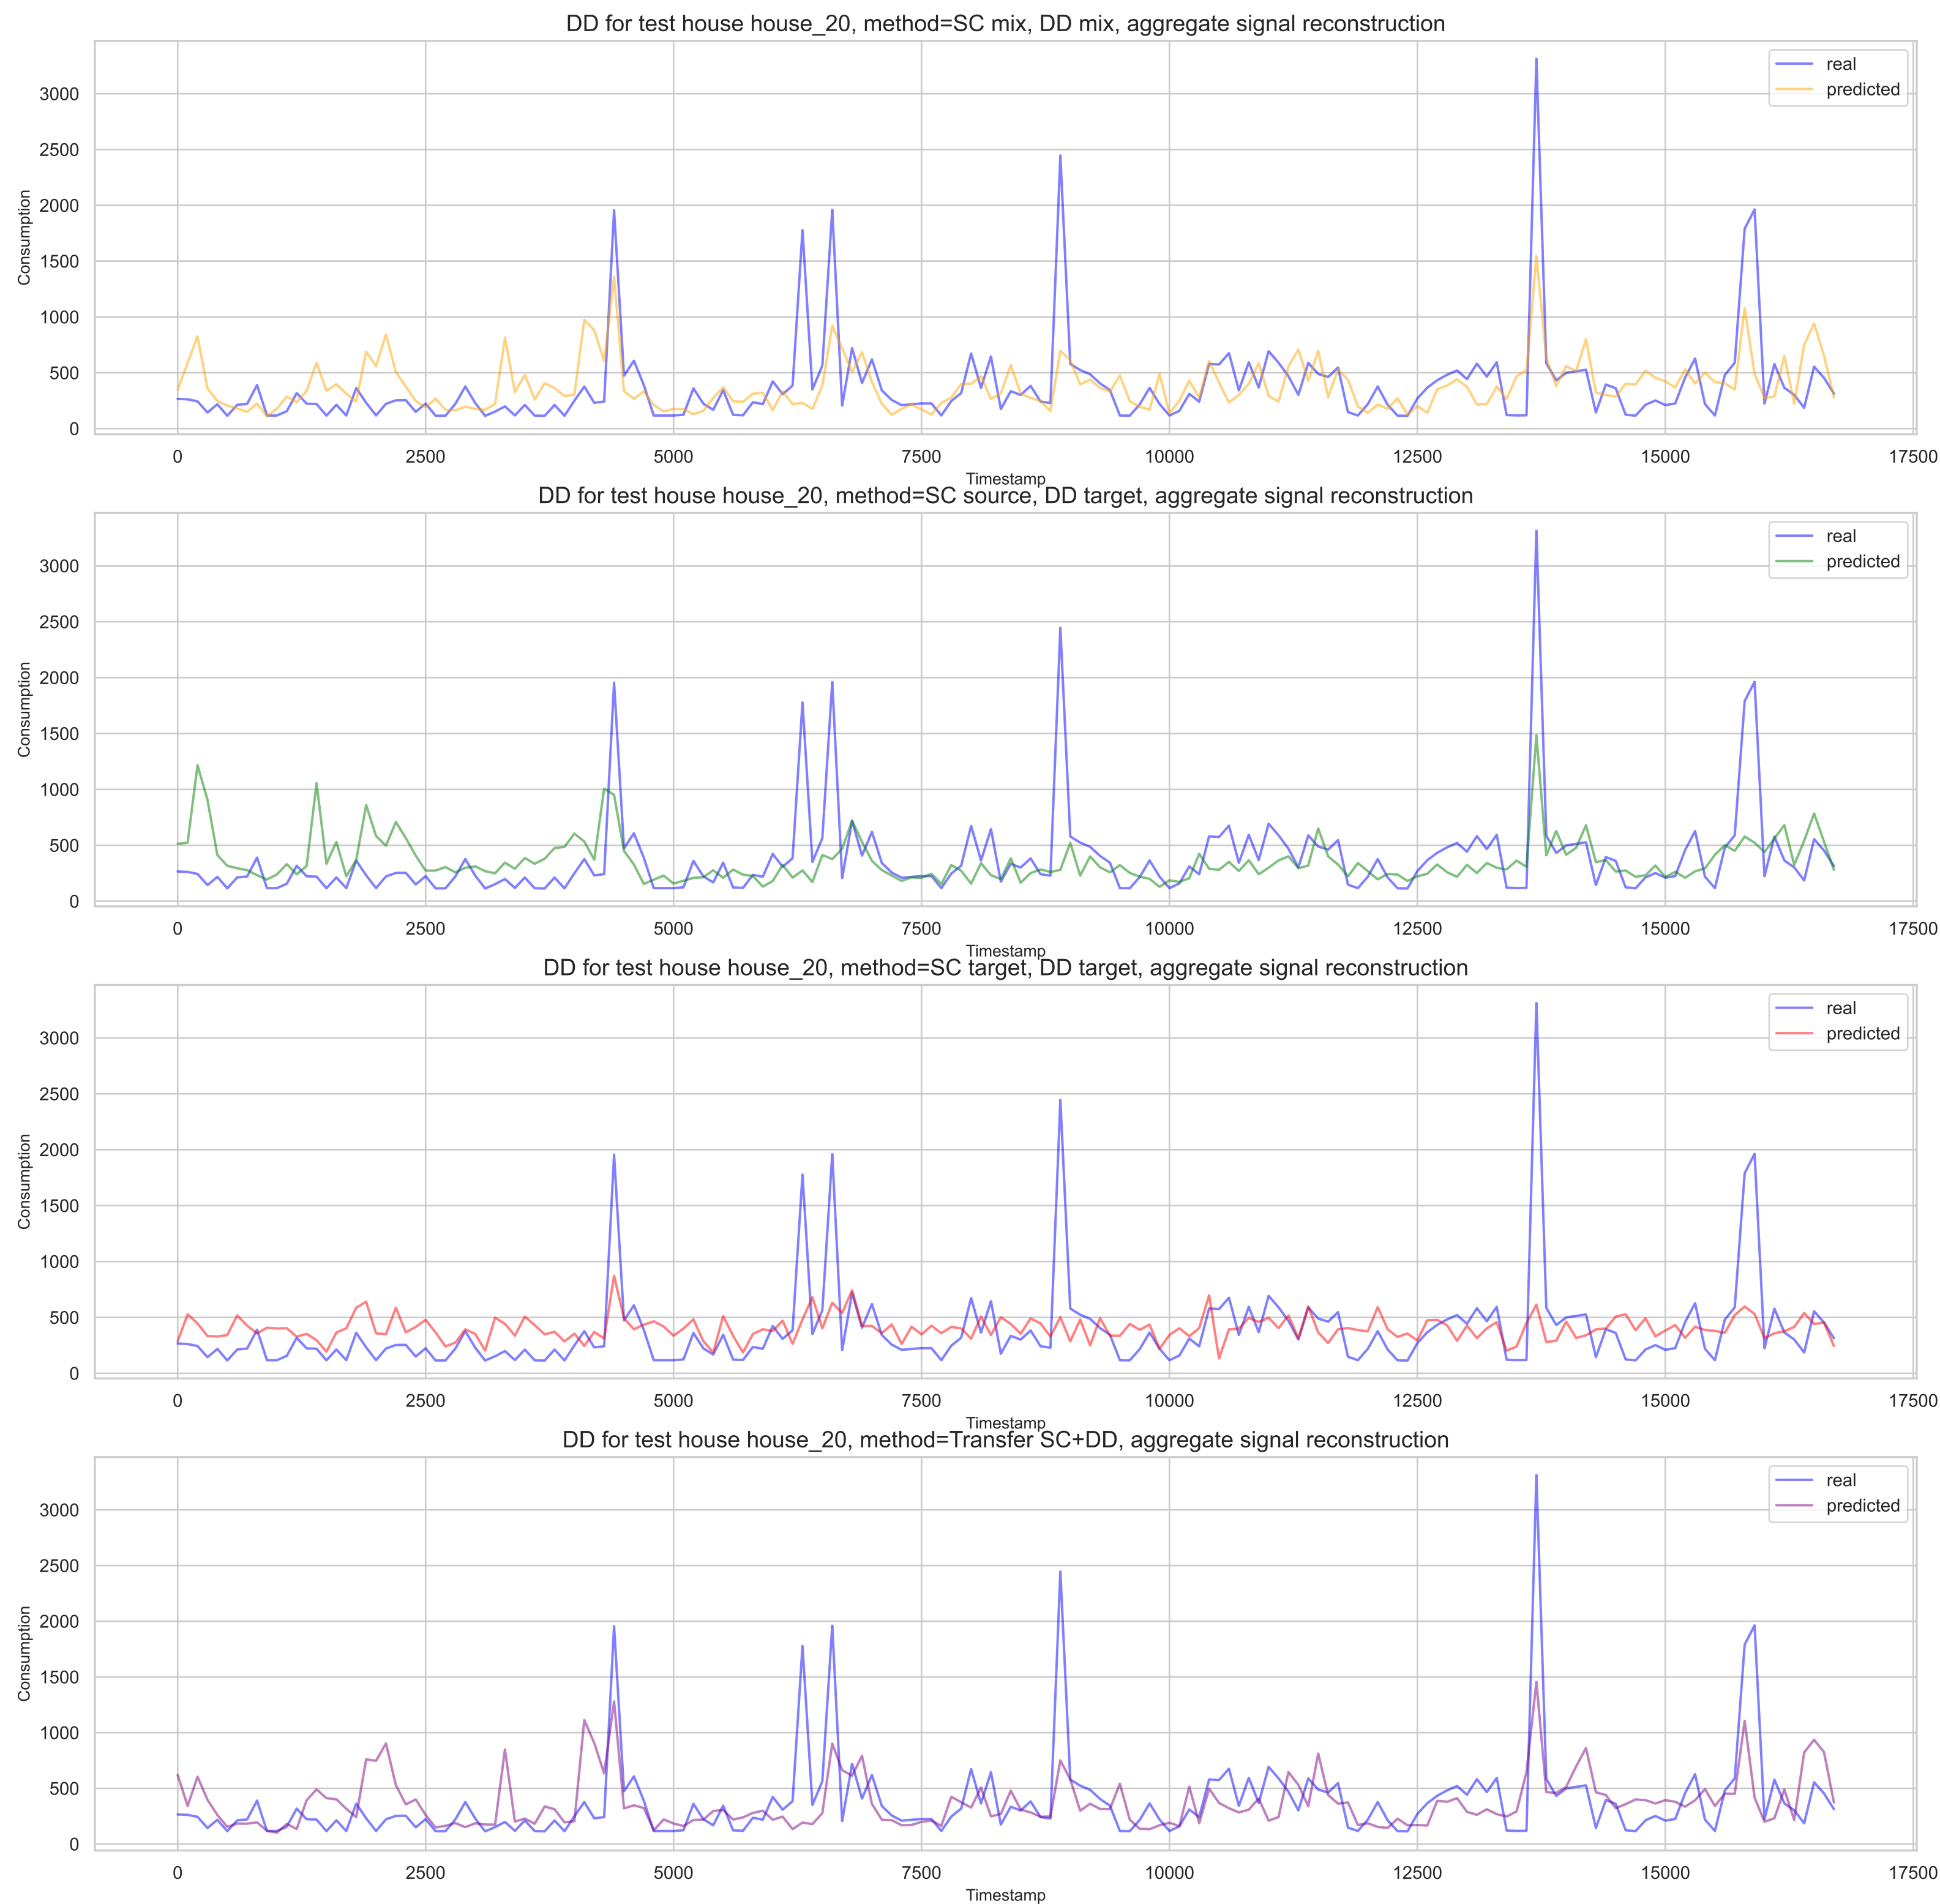 DD for test house house_20, method=SC mix, DD mix, aggregate signal reconstruction
real
predicted
3000
2500
2000
1500
1000
500
0
Consumption
0 2500 5000 7500 10000 12500 15000 17500
Timestamp
DD for test house house_20, method=SC source, DD target, aggregate signal reconstruction
real
predicted
3000
2500
2000
1500
1000
500
0
Consumption
0 2500 5000 7500 10000 12500 15000 17500
Timestamp
DD for test house house_20, method=SC target, DD target, aggregate signal reconstruction
real
predicted
3000
2500
2000
1500
1000
500
0
Consumption
0 2500 5000 7500 10000 12500 15000 17500
Timestamp
DD for test house house_20, method=Transfer SC+DD, aggregate signal reconstruction
real
predicted
3000
2500
2000
1500
1000
500
0
Consumption
0 2500 5000 7500 10000 12500 15000 17500
Timestamp